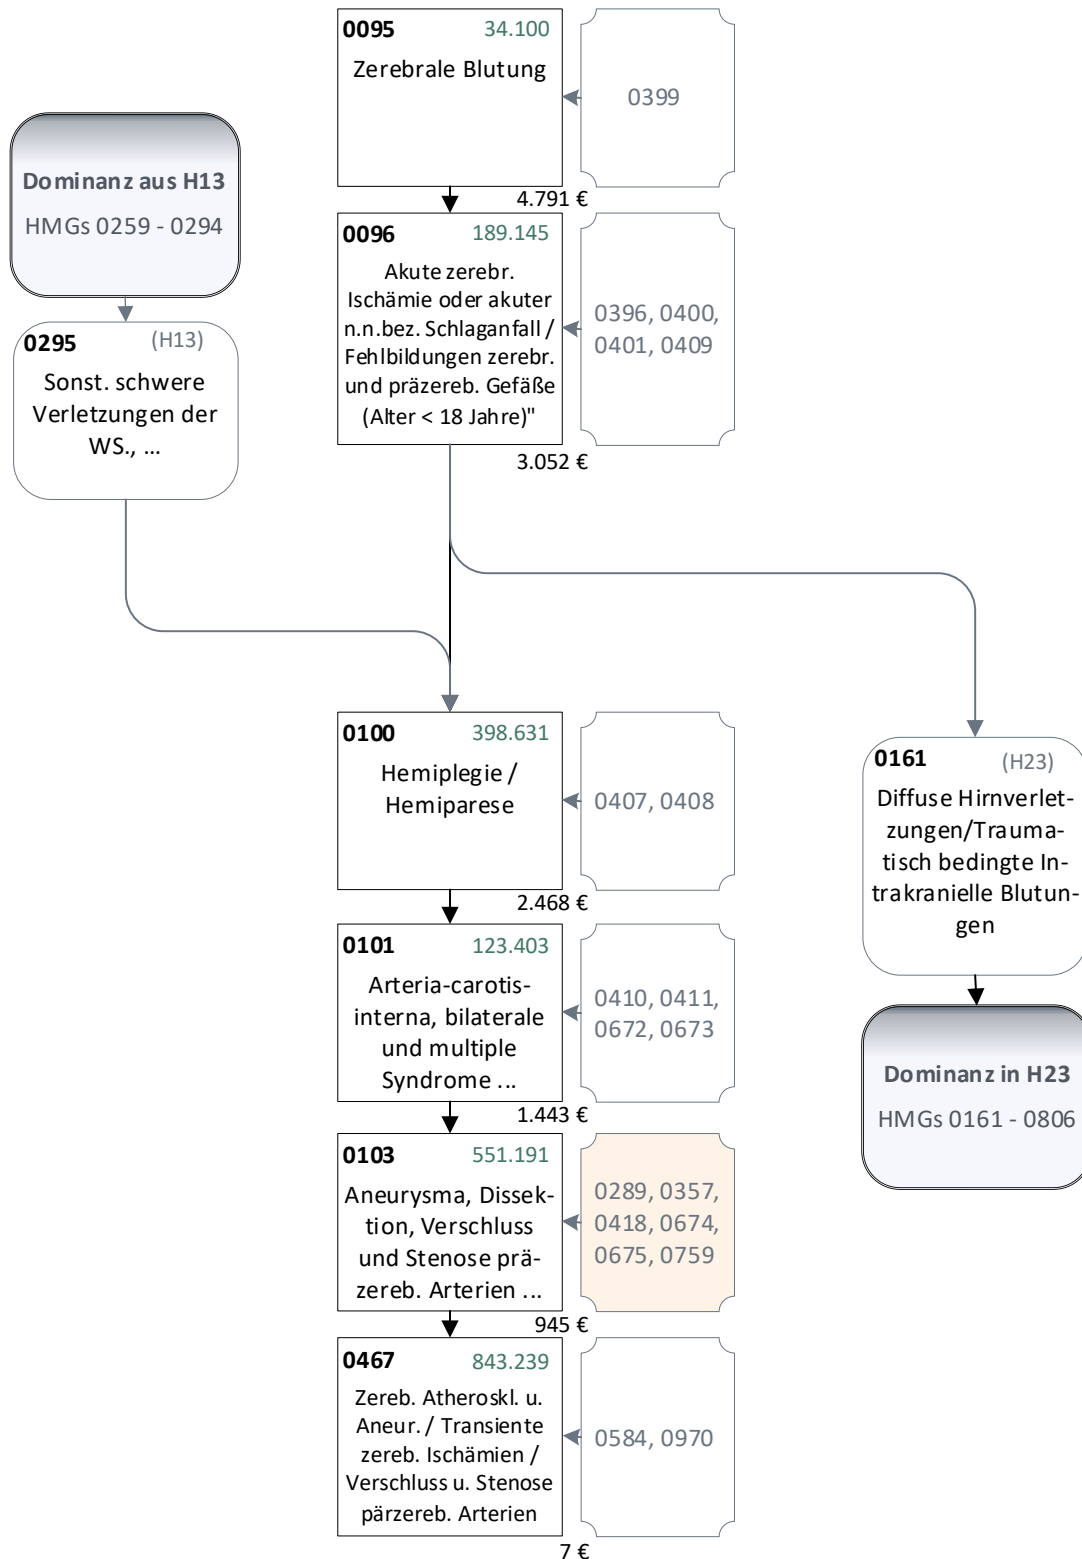 0095 34.100
Zerebrale Blutung
0399
4.791 €
Dominanz aus H13
HMGs 0259 - 0294
0096 189.145
Akute zerebr.
Ischämie oder akuter
n.n.bez. Schlaganfall /
Fehlbildungen zerebr.
und präzereb. Gefäße
(Alter < 18 Jahre)"
0396, 0400,
0401, 0409
3.052 €
0295 (H13)
Sonst. schwere
Verletzungen der
WS., ...
0100 398.631
Hemiplegie /
Hemiparese
0407, 0408
2.468 €
0161 (H23)
Diffuse Hirnverlet-
zungen/Trauma-
tisch bedingte In-
trakranielle Blutun-
gen
0101 123.403
Arteria-carotis-
interna, bilaterale
und multiple
Syndrome ...
0410, 0411,
0672, 0673
1.443 €
Dominanz in H23
HMGs 0161 - 0806
0103 551.191
Aneurysma, Dissek-
tion, Verschluss
und Stenose prä-
zereb. Arterien ...
0289, 0357,
0418, 0674,
0675, 0759
945 €
0467 843.239
Zereb. Atheroskl. u.
Aneur. / Transiente
zereb. Ischämien /
Verschluss u. Stenose
pärzereb. Arterien
0584, 0970
7 €